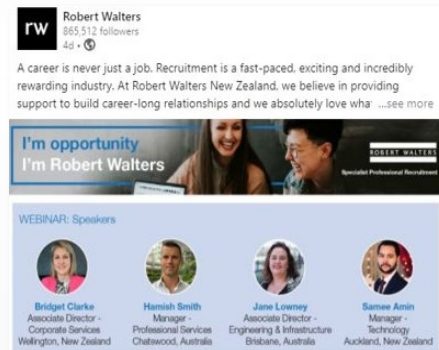 rw
Robert Walters
865,512 followers
4d •
A career is never just a job. Recruitment is a fast-paced, exciting and incredibly
rewarding industry. At Robert Walters New Zealand, we believe in providing
support to build career-long relationships and we absolutely love wha ...see more
I'm opportunity
I'm Robert Walters
ROBERT WALTERS
Specialist Professional Recruitment
WEBINAR: Speakers
Bridget Clarke
Associate Director -
Corporate Services
Wellington, New Zealand
Hamish Smith
Manager -
Professional Services
Chatswood, Australia
Jane Lowney
Associate Director -
Engineering & Infrastructure
Brisbane, Australia
Samee Amin
Manager -
Technology
Auckland, New Zealand